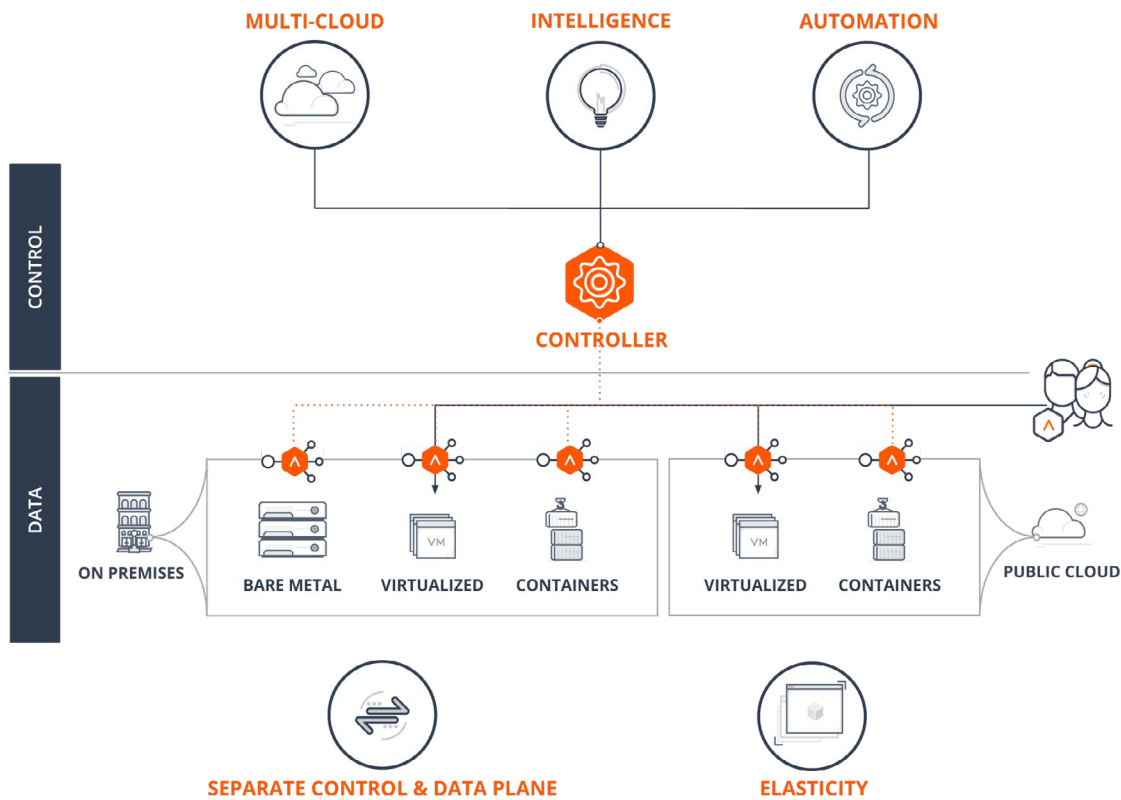 MULTI-CLOUD
INTELLIGENCE
AUTOMATION
CONTROL
CONTROLLER
DATA
ON PREMISES
BARE METAL
VM
VIRTUALIZED
CONTAINERS
VM
VIRTUALIZED
CONTAINERS
PUBLIC CLOUD
SEPARATE CONTROL & DATA PLANE
ELASTICITY